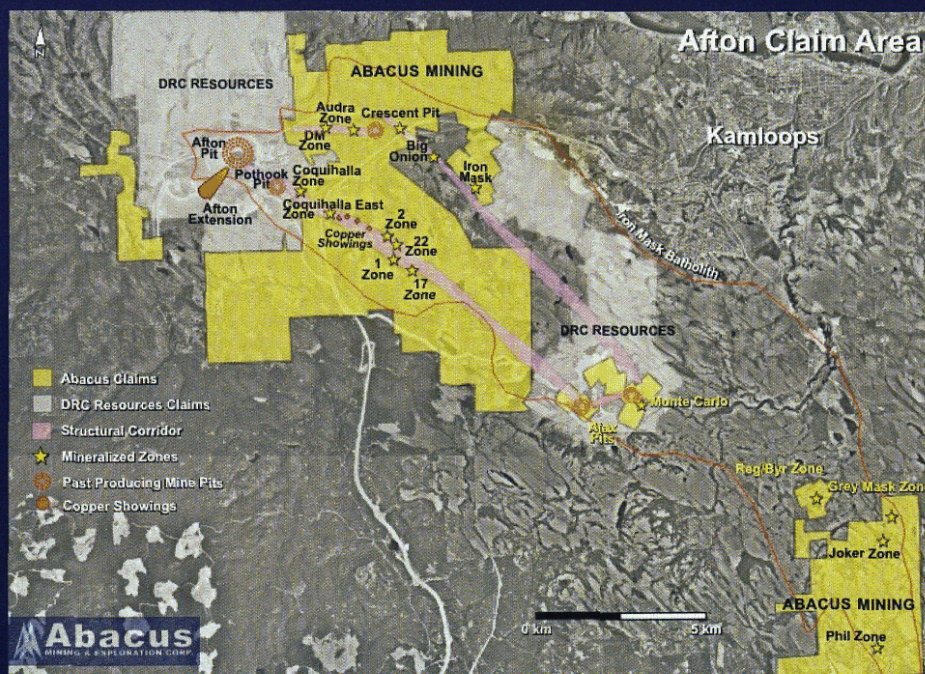 Afton Claim Area
N
DRC RESOURCES
ABACUS MINING
Kamloops
Audra
Zone
Crescent Pit
DM
Zone
Afton
Pit
Big
Onion
Iron
Mask
Pothook
Pit
Coquihalla
Zone
Afton
Extension
Coquihalla East
Zone
Copper
Showings
2
Zone
22
Zone
1
Zone
17
Zone
Iron Mask Batholith
DRC RESOURCES
Abacus Claims
DRC Resources Claims
Structural Corridor
Mineralized Zones
Past Producing Mine Pits
Copper Showings
Monte Carlo
Ajax
Pits
Reg/Byr Zone
Grey Mask Zon
Joker Zone
ABACUS MINING
Phil Zone
0 km
5 km
Abacus
MINING & EXPLORATION CORP.